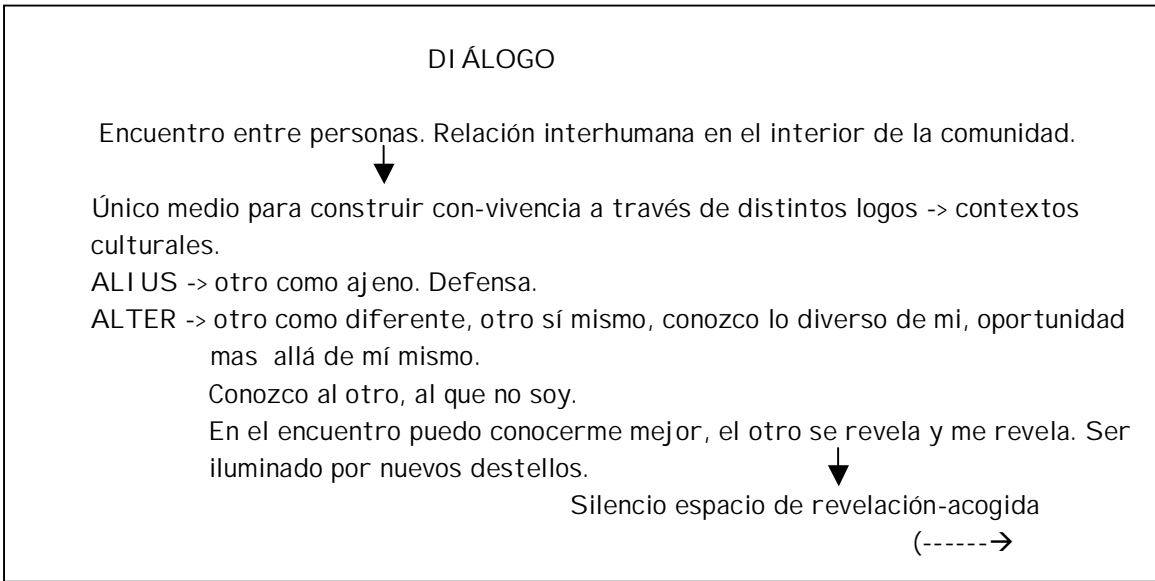 DIÁLOGO
Encuentro entre personas. Relación interhumana en el interior de la comunidad.
Único medio para construir con-vivencia a través de distintos logos -> contextos
culturales.
ALIUS -> otro como ajeno. Defensa.
ALTER -> otro como diferente, otro sí mismo, conozco lo diverso de mi, oportunidad
mas allá de mí mismo.
Conozco al otro, al que no soy.
En el encuentro puedo conocerme mejor, el otro se revela y me revela. Ser
iluminado por nuevos destellos.
Silencio espacio de revelación-acogida
(------→